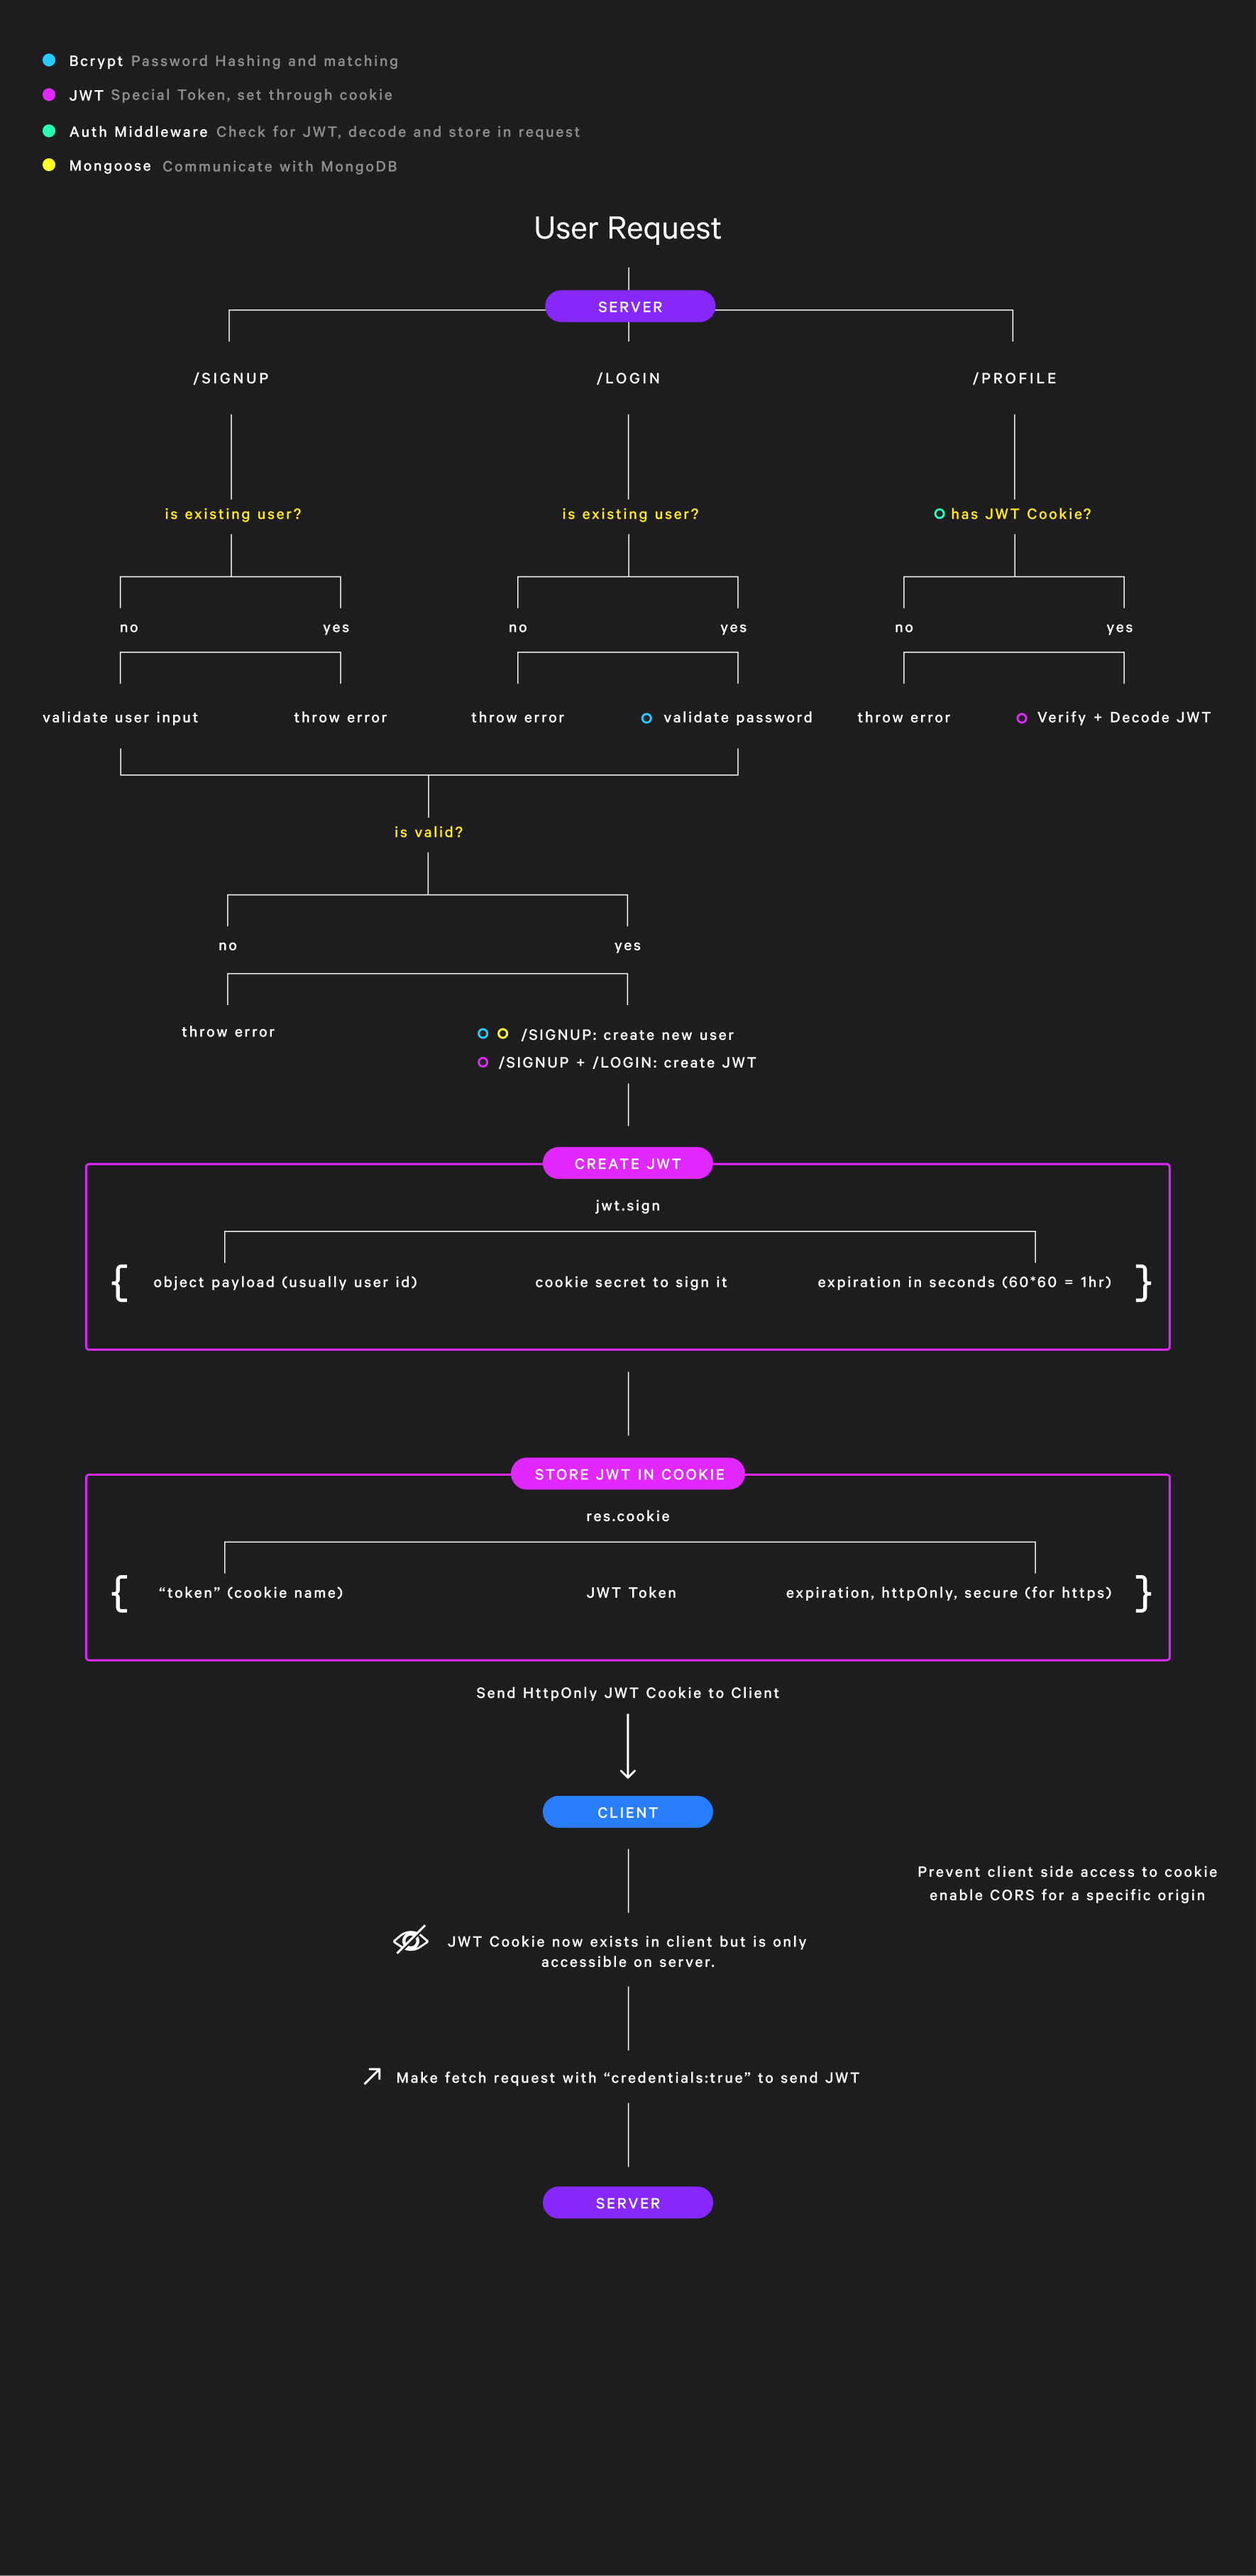 Bcrypt Password Hashing and matching
JWT Special Token, set through cookie
Auth Middleware Check for JWT, decode and store in request
Mongoose Communicate with MongoDB
User Request
SERVER
/SIGNUP /LOGIN /PROFILE
is existing user? is existing user? has JWT Cookie?
no yes no yes no yes
validate user input throw error throw error validate password throw error Verify + Decode JWT
is valid?
no yes
throw error
/SIGNUP: create new user
/SIGNUP + /LOGIN: create JWT
CREATE JWT
jwt.sign
{ object payload (usually user id) cookie secret to sign it expiration in seconds (60*60 = 1hr) }
STORE JWT IN COOKIE
res.cookie
{ “token” (cookie name) JWT Token expiration, httpOnly, secure (for https) }
Send HttpOnly JWT Cookie to Client
CLIENT
Prevent client side access to cookie
enable CORS for a specific origin
JWT Cookie now exists in client but is only
accessible on server.
Make fetch request with “credentials:true” to send JWT
SERVER